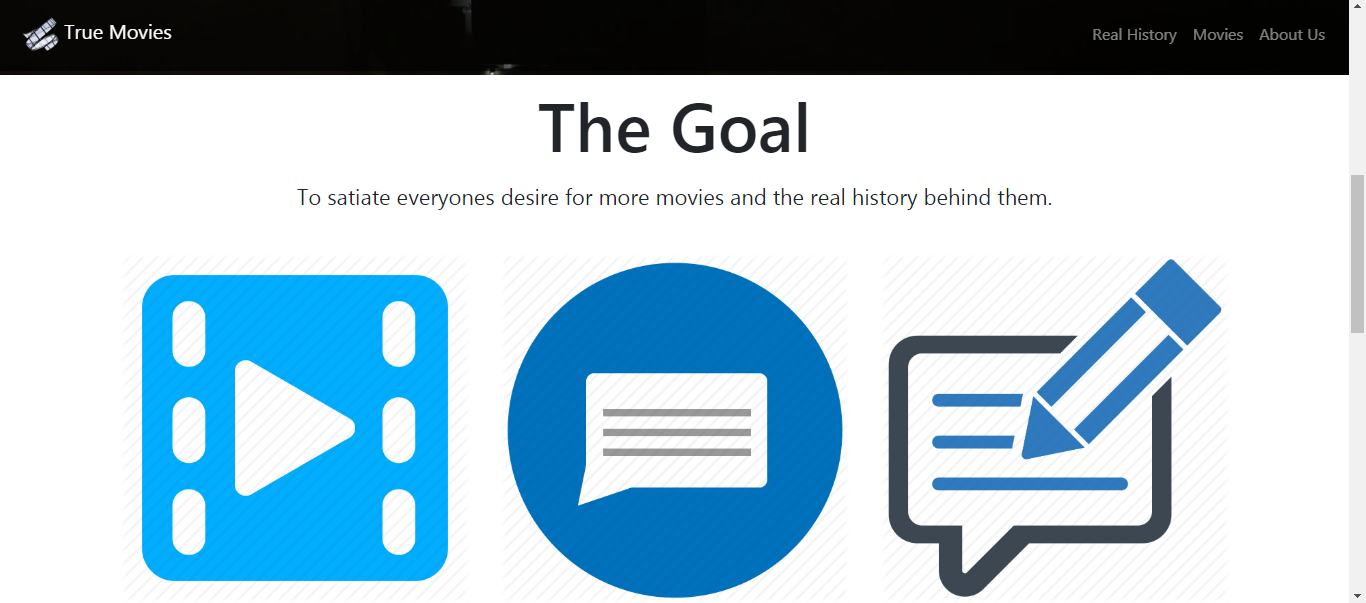 True Movies
Real History Movies About Us
The Goal
To satiate everyones desire for more movies and the real history behind them.